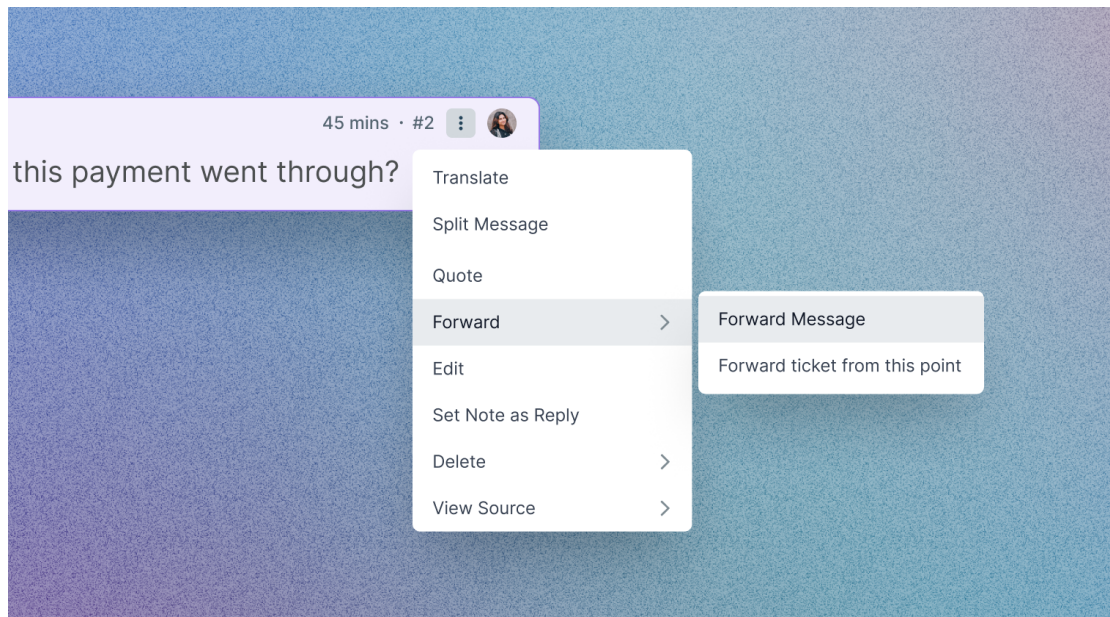 45 mins · #2
this payment went through?
Translate
Split Message
Quote
Forward
Forward Message
Forward ticket from this point
Edit
Set Note as Reply
Delete
View Source